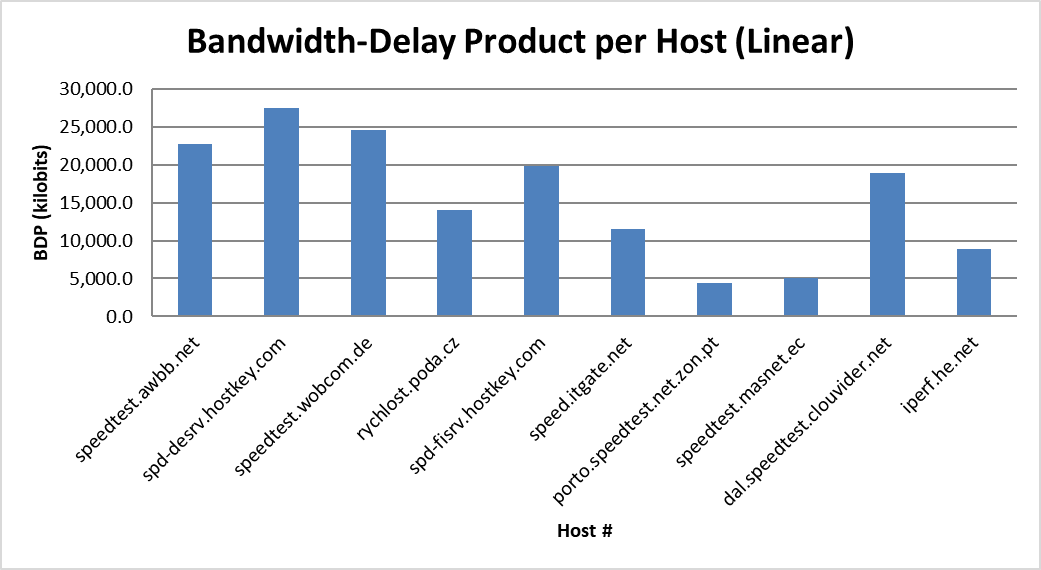 Bandwidth-Delay Product per Host (Linear)
BDP (kilobits)
30,000.0
25,000.0
20,000.0
15,000.0
10,000.0
5,000.0
0.0
speedtest.awbb.net
spd-desrv.hostkey.com
speedtest.wobcom.de
rychlost.poda.cz
spd-fisrv.hostkey.com
speed.itgate.net
porto.speedtest.net.zon.pt
speedtest.masnet.ec
dal.speedtest.clouvider.net
iperf.he.net
Host #